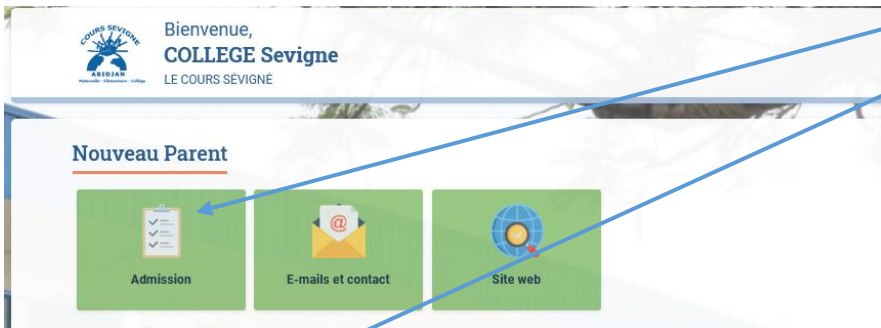 COURS SEVIGNE
ABIDJAN
Maternelle - Elémentaire - Collège
Bienvenue,
COLLEGE Sevigne
LE COURS SÉVIGNÉ
Nouveau Parent
@
Admission
E-mails et contact
Site web